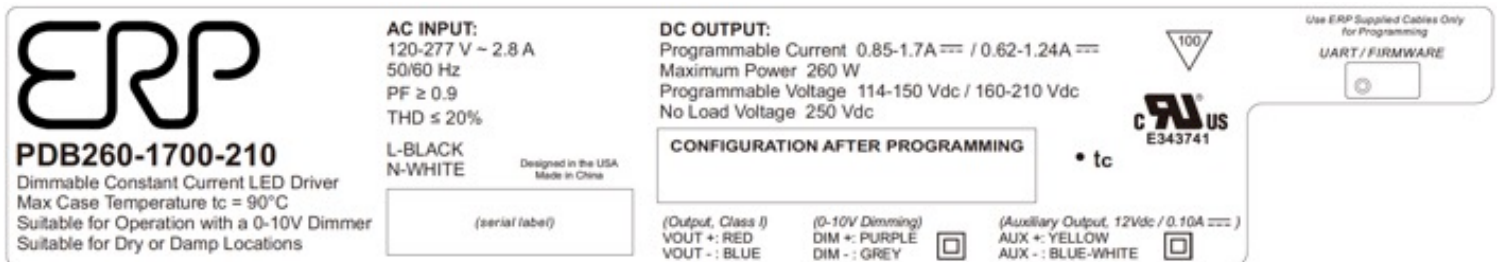 ERP
PDB260-1700-210
Dimmable Constant Current LED Driver
Max Case Temperature tc = 90°C
Suitable for Operation with a 0-10V Dimmer
Suitable for Dry or Damp Locations
AC INPUT:
120-277 V ~ 2.8 A
50/60 Hz
PF ≥ 0.9
THD ≤ 20%
L-BLACK
N-WHITE
Designed in the USA
Made in China
(serial label)
DC OUTPUT:
Programmable Current 0.85-1.7A ⎓ / 0.62-1.24A ⎓
Maximum Power 260 W
Programmable Voltage 114-150 Vdc / 160-210 Vdc
No Load Voltage 250 Vdc
CONFIGURATION AFTER PROGRAMMING
(Output, Class I)
VOUT +: RED
VOUT - : BLUE
(0-10V Dimming)
DIM +: PURPLE
DIM - : GREY
(Auxiliary Output, 12Vdc / 0.10A ⎓ )
AUX +: YELLOW
AUX - : BLUE-WHITE
• tc
100
c RU US
E343741
Use ERP Supplied Cables Only
for Programming
UART / FIRMWARE